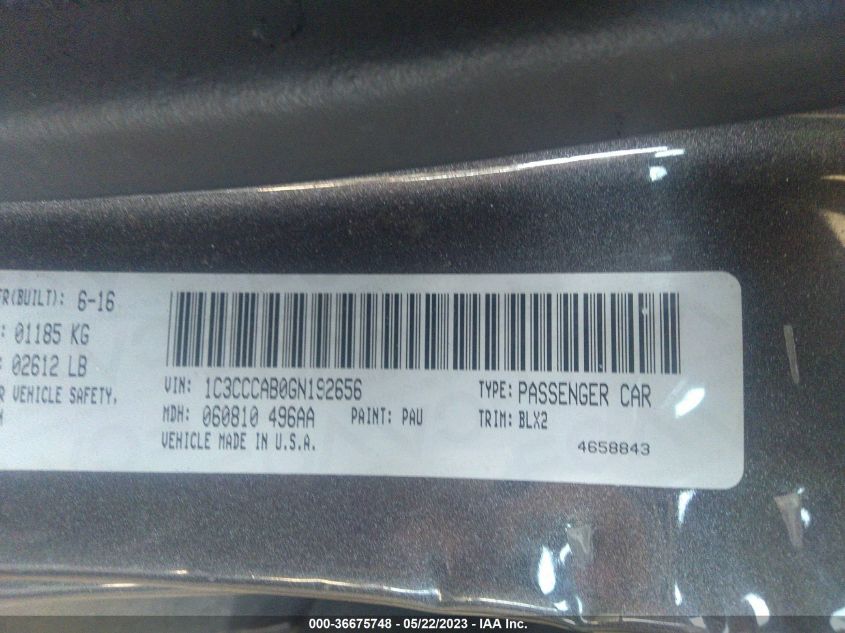 FR(BUILT): 6-16
: 01185 KG
: 02612 LB
R VEHICLE SAFETY,
VIN: 1C3CCCAB0GN192656
TYPE: PASSENGER CAR
MDH: 060810 496AA
PAINT: PAU
TRIM: BLX2
VEHICLE MADE IN U.S.A.
4658843
000-36675748 - 05/22/2023 - IAA Inc.